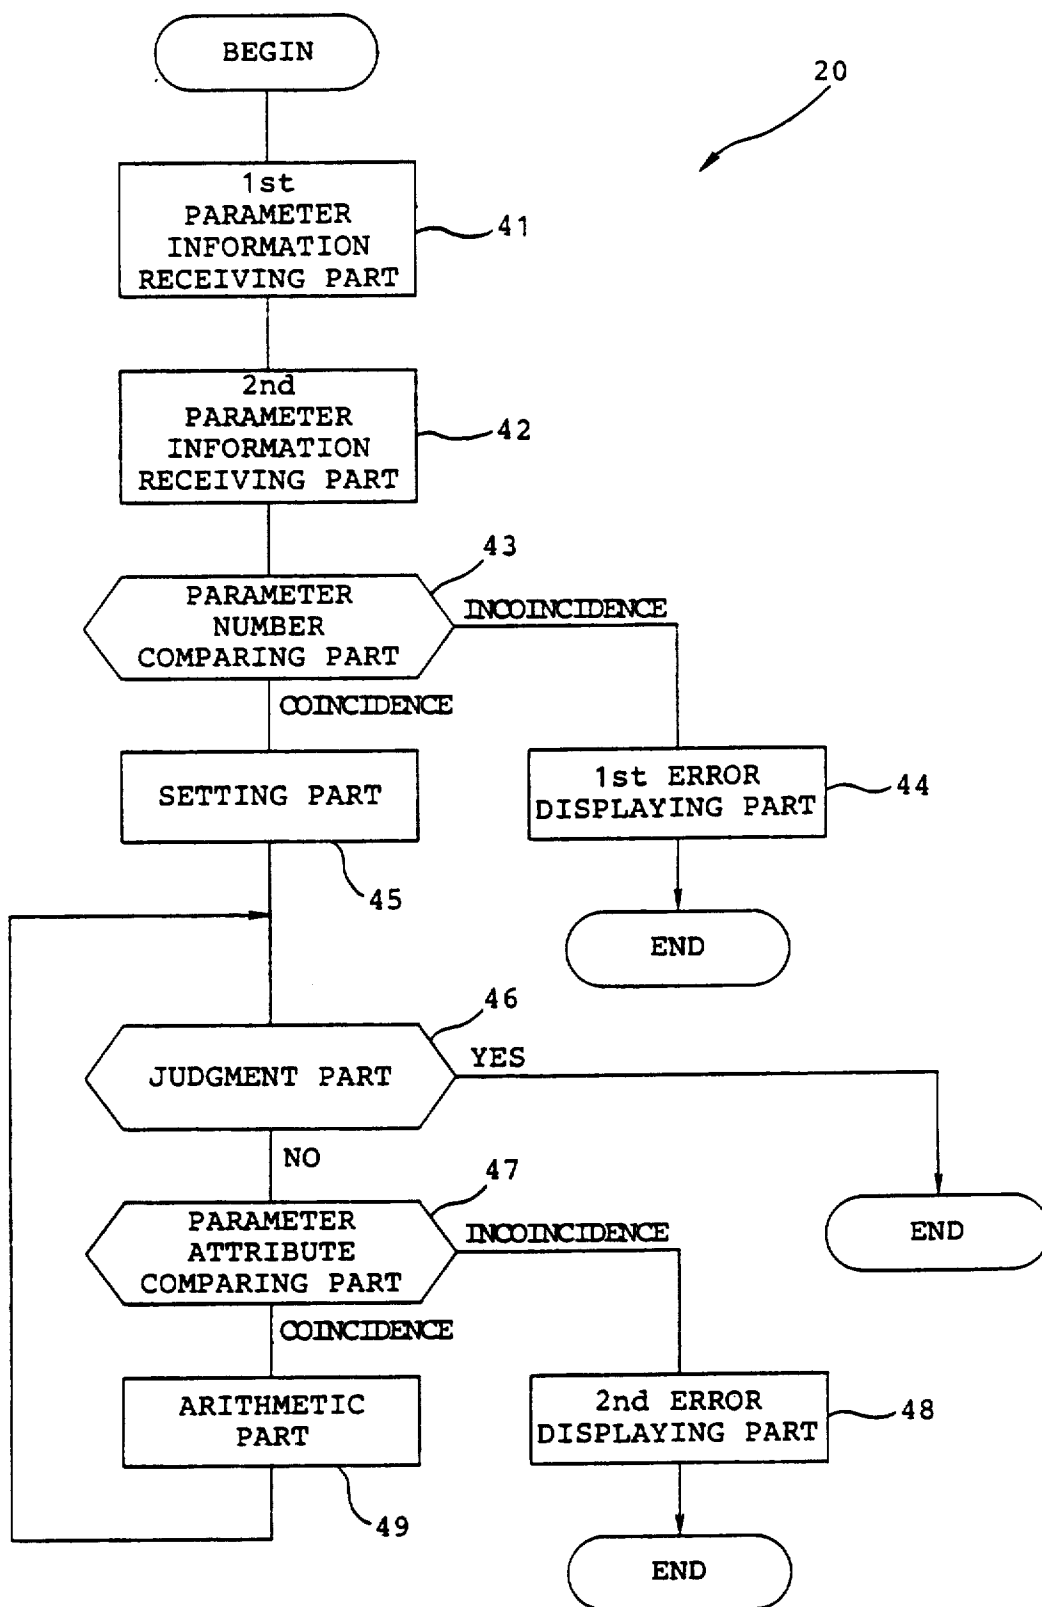 BEGIN
20
1st
PARAMETER
INFORMATION
RECEIVING PART
41
2nd
PARAMETER
INFORMATION
RECEIVING PART
42
43
PARAMETER
NUMBER
COMPARING PART
INCOINCIDENCE
COINCIDENCE
SETTING PART
45
1st ERROR
DISPLAYING PART
44
END
46
JUDGMENT PART
YES
NO
END
47
PARAMETER
ATTRIBUTE
COMPARING PART
INCOINCIDENCE
COINCIDENCE
ARITHMETIC
PART
49
2nd ERROR
DISPLAYING PART
48
END